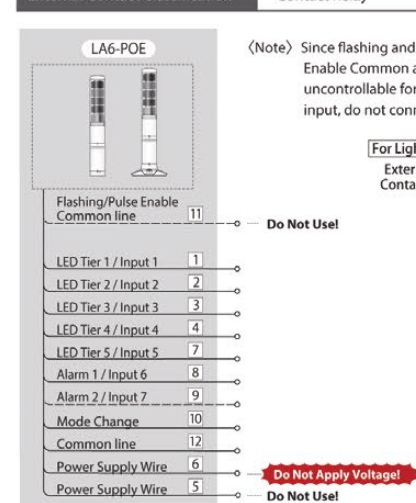 LA6-POE
〈Note〉 Since flashing and
Enable Common a
uncontrollable for
input, do not conn
For Ligh
Exter
Conta
Flashing/Pulse Enable
Common line 11
Do Not Use!
LED Tier 1 / Input 1 1
LED Tier 2 / Input 2 2
LED Tier 3 / Input 3 3
LED Tier 4 / Input 4 4
LED Tier 5 / Input 5 7
Alarm 1 / Input 6 8
Alarm 2 / Input 7 9
Mode Change 10
Common line 12
Power Supply Wire 6
Do Not Apply Voltage!
Power Supply Wire 5
Do Not Use!